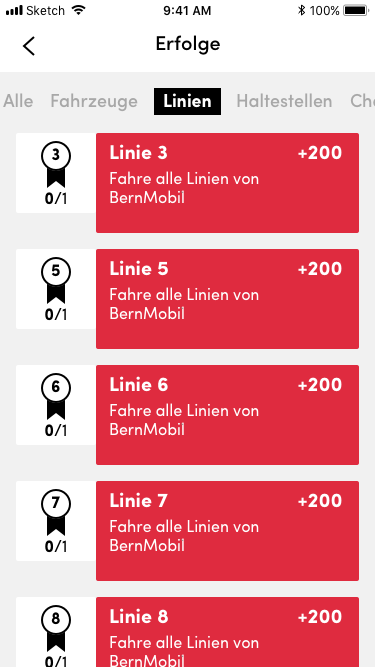 Sketch 9:41 AM 100%
Erfolge
Alle Fahrzeuge Linien Haltestellen Ch
3 Linie 3 +200
Fahre alle Linien von
BernMobil
0/1
5 Linie 5 +200
Fahre alle Linien von
BernMobil
0/1
6 Linie 6 +200
Fahre alle Linien von
BernMobil
0/1
7 Linie 7 +200
Fahre alle Linien von
BernMobil
0/1
8 Linie 8 +200
Fahre alle Linien von
BernMobil
0/1